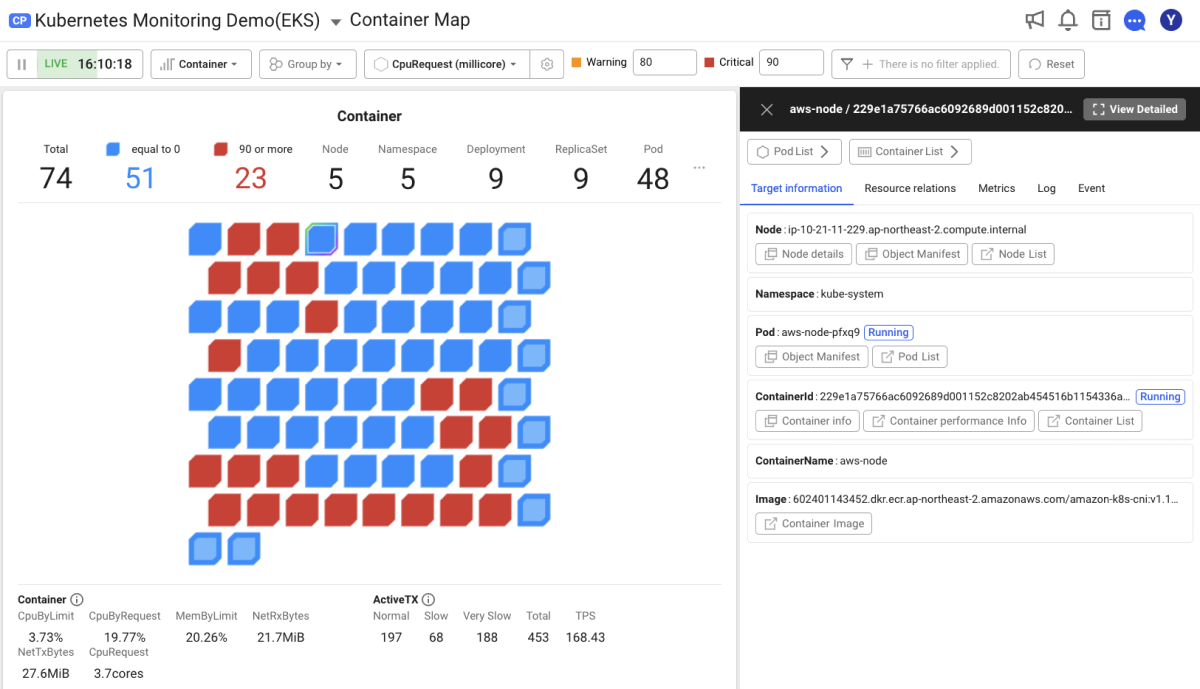 CP Kubernetes Monitoring Demo(EKS) Container Map Y
LIVE 16:10:18 Container Group by CpuRequest (millicore) Warning 80 Critical 90 There is no filter applied. Reset
Container
Total equal to 0 90 or more Node Namespace Deployment ReplicaSet Pod
74 51 23 5 5 9 9 48 ...
Container ActiveTX
CpuByLimit CpuByRequest MemByLimit NetRxBytes Normal Slow Very Slow Total TPS
3.73% 19.77% 20.26% 21.7MiB 197 68 188 453 168.43
NetTxBytes CpuRequest
27.6MiB 3.7cores
aws-node / 229e1a75766ac6092689d001152c820... View Detailed
Pod List Container List
Target information Resource relations Metrics Log Event
Node : ip-10-21-11-229.ap-northeast-2.compute.internal
Node details Object Manifest Node List
Namespace : kube-system
Pod : aws-node-pfxq9 Running
Object Manifest Pod List
ContainerId : 229e1a75766ac6092689d001152c8202ab454516b1154336a... Running
Container info Container performance Info Container List
ContainerName : aws-node
Image : 602401143452.dkr.ecr.ap-northeast-2.amazonaws.com/amazon-k8s-cni:v1.1...
Container Image